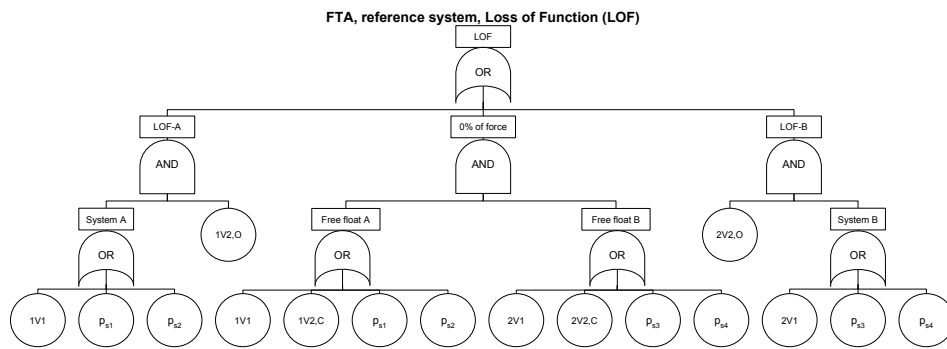 FTA, reference system, Loss of Function (LOF)
LOF
OR
LOF-A
0% of force
LOF-B
AND
AND
AND
System A
1V2,O
Free float A
Free float B
2V2,O
System B
OR
OR
OR
OR
1V1
ps1
ps2
1V1
1V2,C
ps1
ps2
2V1
2V2,C
ps3
ps4
2V1
ps3
ps4